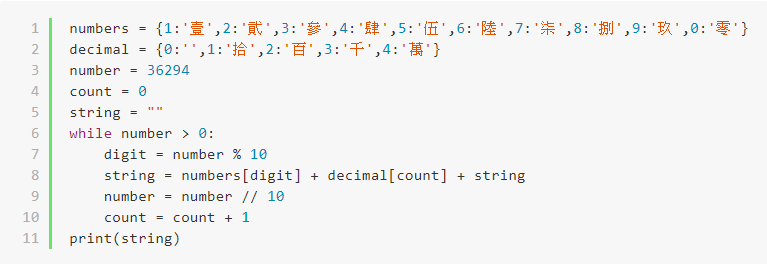 1 numbers = {1:'壹',2:'貳',3:'參',4:'肆',5:'伍',6:'陸',7:'柒',8:'捌',9:'玖',0:'零'}
2 decimal = {0:'',1:'拾',2:'百',3:'千',4:'萬'}
3 number = 36294
4 count = 0
5 string = ""
6 while number > 0:
7     digit = number % 10
8     string = numbers[digit] + decimal[count] + string
9     number = number // 10
10     count = count + 1
11 print(string)